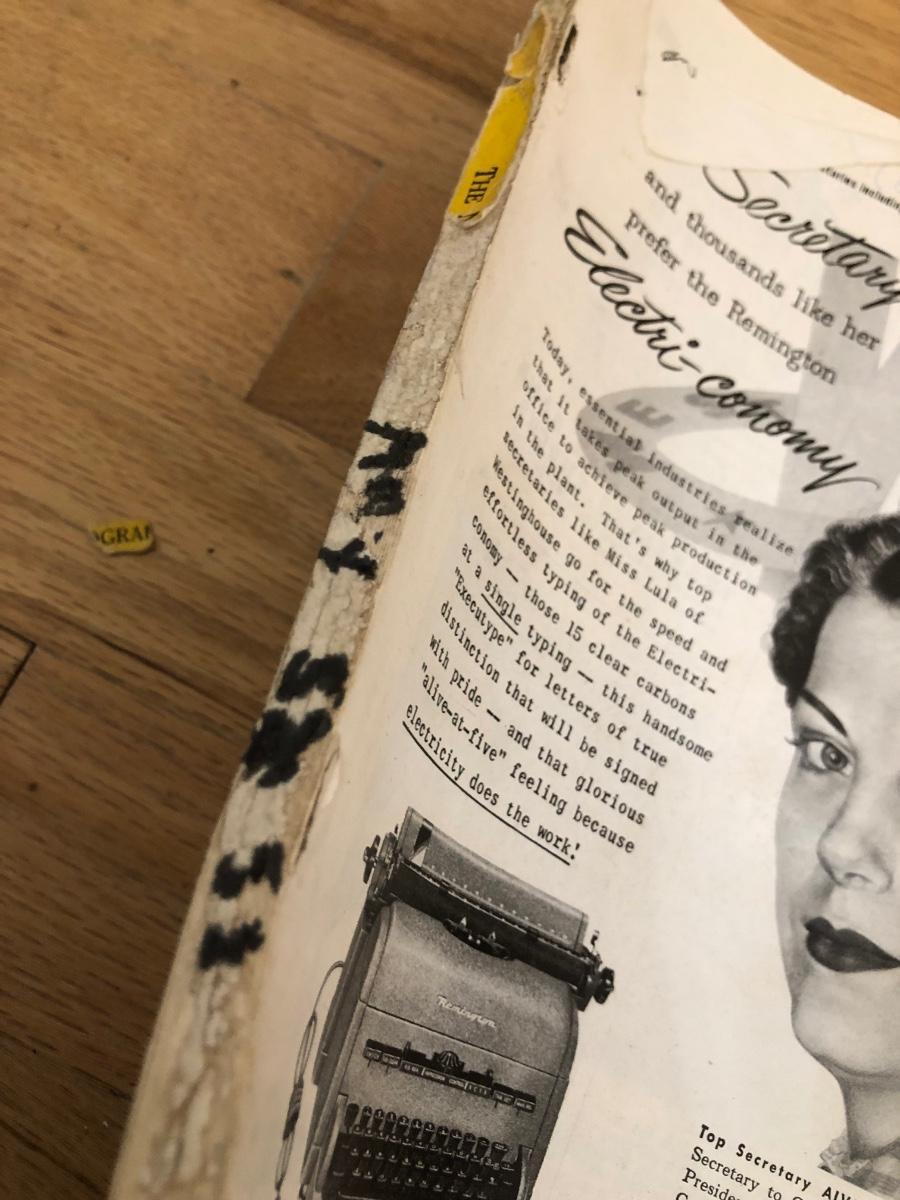 THE
OGRA
Secretary
and thousands like her
prefer the Remington
Electri-conomy
Today, essential industries realize
that it takes peak output in the
office to achieve peak production
in the plant. That's why top
secretaries like Miss Lula of
Westinghouse go for the speed and
effortless typing of the Electri-
conomy — those 15 clear carbons
at a single typing — this handsome
"Executype" for letters of true
distinction that will be signed
with pride — and that glorious
"alive-at-five" feeling because
electricity does the work!
Remington
Top Secretary
Secretary to